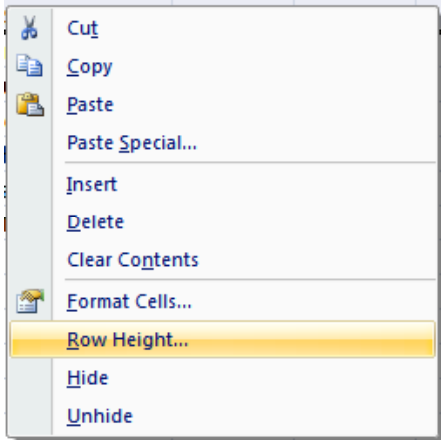 Cut
Copy
Paste
Paste Special...
Insert
Delete
Clear Contents
Format Cells...
Row Height...
Hide
Unhide